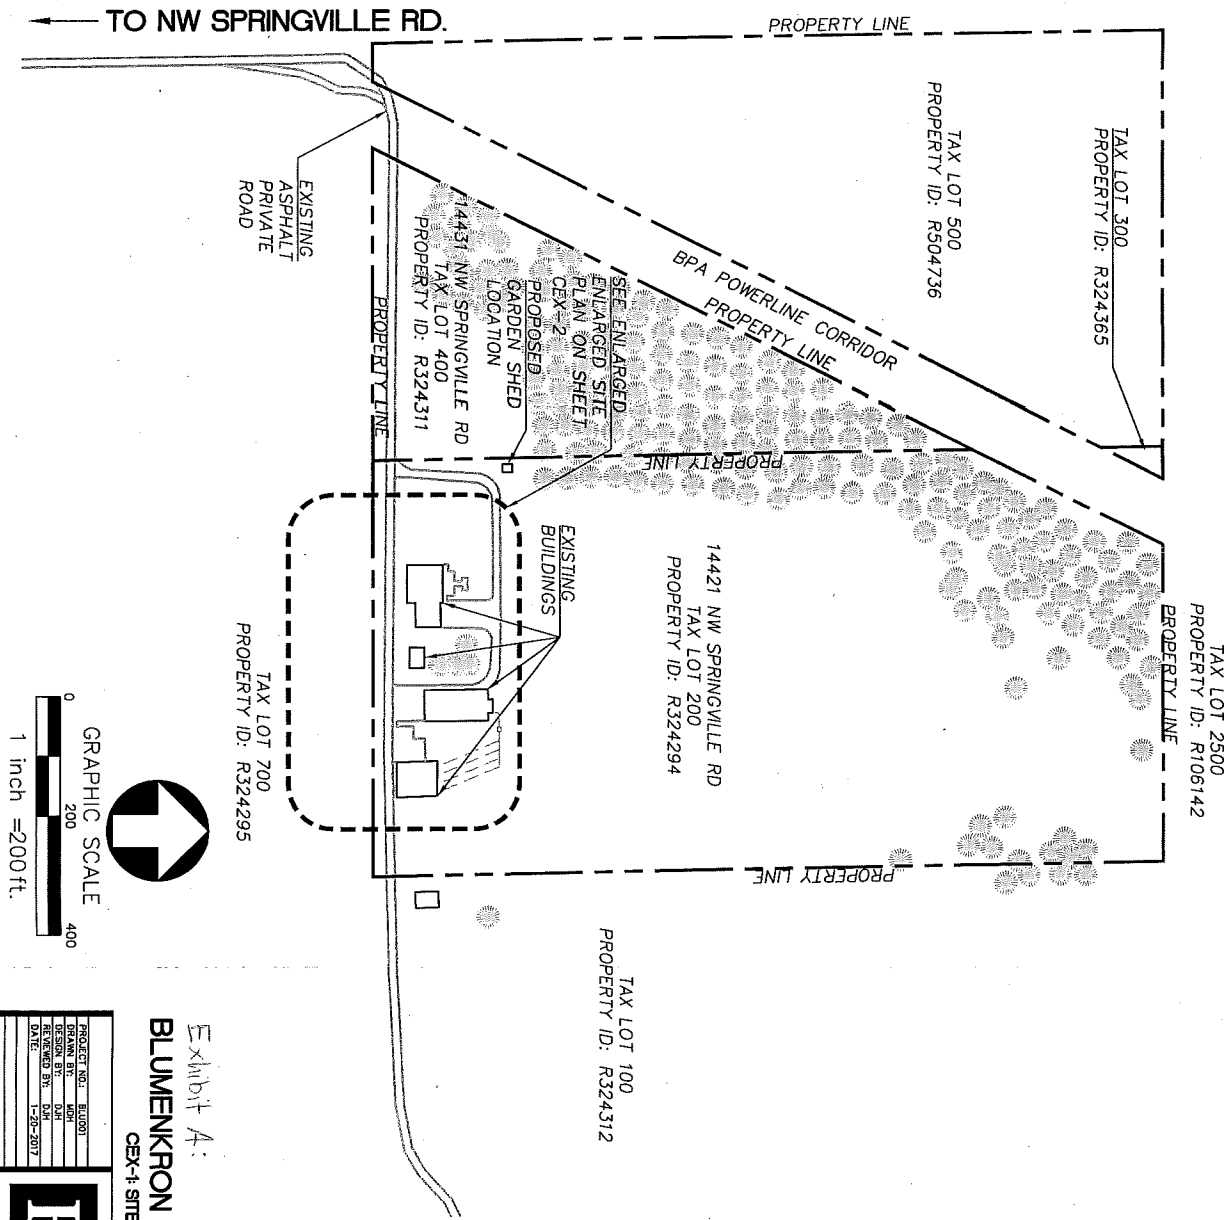 TO NW SPRINGVILLE RD.
PROPERTY LINE
TAX LOT 300
PROPERTY ID: R324365
TAX LOT 500
PROPERTY ID: R504736
BPA POWERLINE CORRIDOR
PROPERTY LINE
EXISTING
ASPHALT
PRIVATE
ROAD
14431 NW SPRINGVILLE RD
TAX LOT 400
PROPERTY ID: R324311
PROPERTY LINE
SEE ENLARGED
ENLARGED SITE
PLAN ON SHEET
CEX-2
PROPOSED
GARDEN SHED
LOCATION
PROPERTY LINE
EXISTING
BUILDINGS
14421 NW SPRINGVILLE RD
TAX LOT 200
PROPERTY ID: R324294
TAX LOT 2500
PROPERTY ID: R106142
PROPERTY LINE
PROPERTY LINE
TAX LOT 700
PROPERTY ID: R324295
TAX LOT 100
PROPERTY ID: R324312
GRAPHIC SCALE
0 200 400
1 inch =200ft.
Exhibit A:
BLUMENKRON
CEX-1: SITE
PROJECT NO.: BLU001
DRAWN BY: MDH
DESIGN BY: DJH
REVIEWED BY: DJH
DATE: 1-20-2017